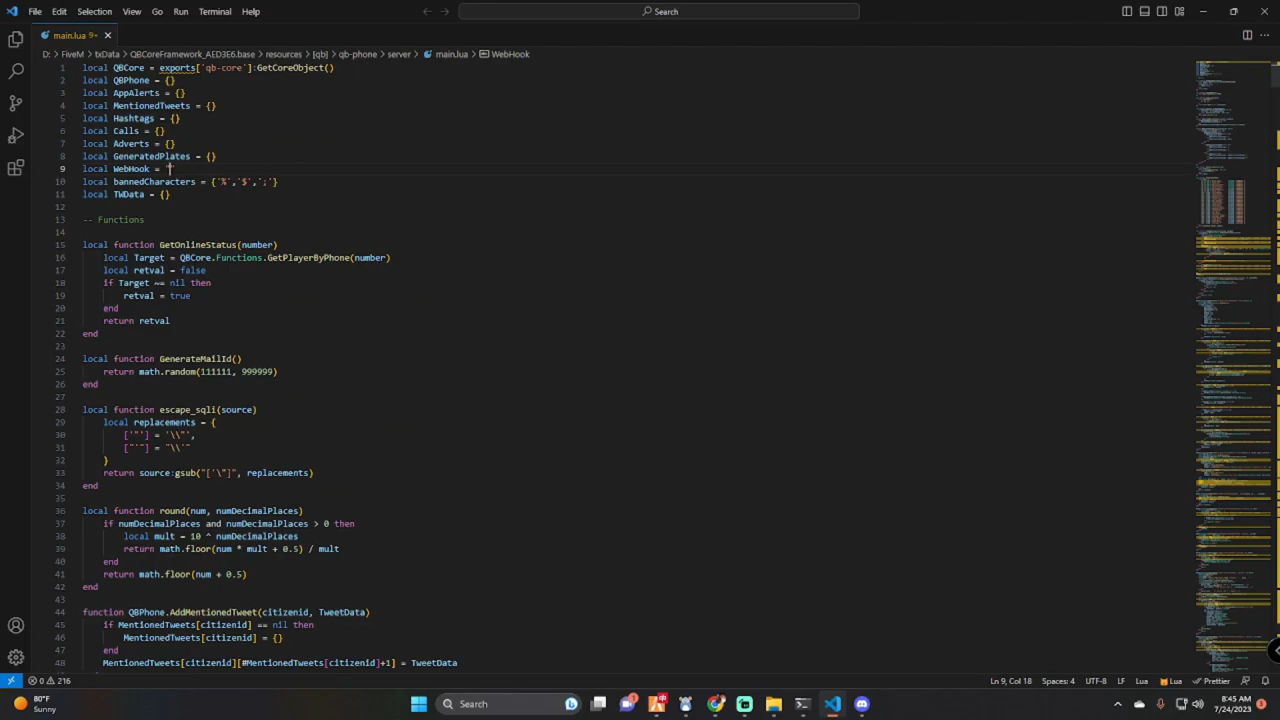 File Edit Selection View Go Run Terminal Help
Search
main.lua 9+
D: > FiveM > txData > QBCoreFramework_AED3E6.base > resources > [qb] > qb-phone > server > main.lua > WebHook
1 local QBCore = exports['qb-core']:GetCoreObject()
2 local QBPhone = {}
3 local AppAlerts = {}
4 local MentionedTweets = {}
5 local Hashtags = {}
6 local Calls = {}
7 local Adverts = {}
8 local GeneratedPlates = {}
9 local WebHook = ''
10 local bannedCharacters = {'%','$',';'}
11 local TWData = {}
12
13 -- Functions
14
15 local function GetOnlineStatus(number)
16 local Target = QBCore.Functions.GetPlayerByPhone(number)
17 local retval = false
18 if Target ~= nil then
19 retval = true
20 end
21 return retval
22 end
23
24 local function GenerateMailId()
25 return math.random(111111, 999999)
26 end
27
28 local function escape_sqli(source)
29 local replacements = {
30 ['"'] = '\\"',
31 ["'"] = "\\'"
32 }
33 return source:gsub("['\"]", replacements)
34 end
35
36 local function round(num, numDecimalPlaces)
37 if numDecimalPlaces and numDecimalPlaces > 0 then
38 local mult = 10 ^ numDecimalPlaces
39 return math.floor(num * mult + 0.5) / mult
40 end
41 return math.floor(num + 0.5)
42 end
43
44 function QBPhone.AddMentionedTweet(citizenid, TweetData)
45 if MentionedTweets[citizenid] == nil then
46 MentionedTweets[citizenid] = {}
47 end
48 MentionedTweets[citizenid][#MentionedTweets[citizenid]+1] = TweetData
0 216 Ln 9, Col 18 Spaces: 4 UTF-8 LF Lua Lua Prettier
80°F
Sunny
Search
8:45 AM
7/24/2023